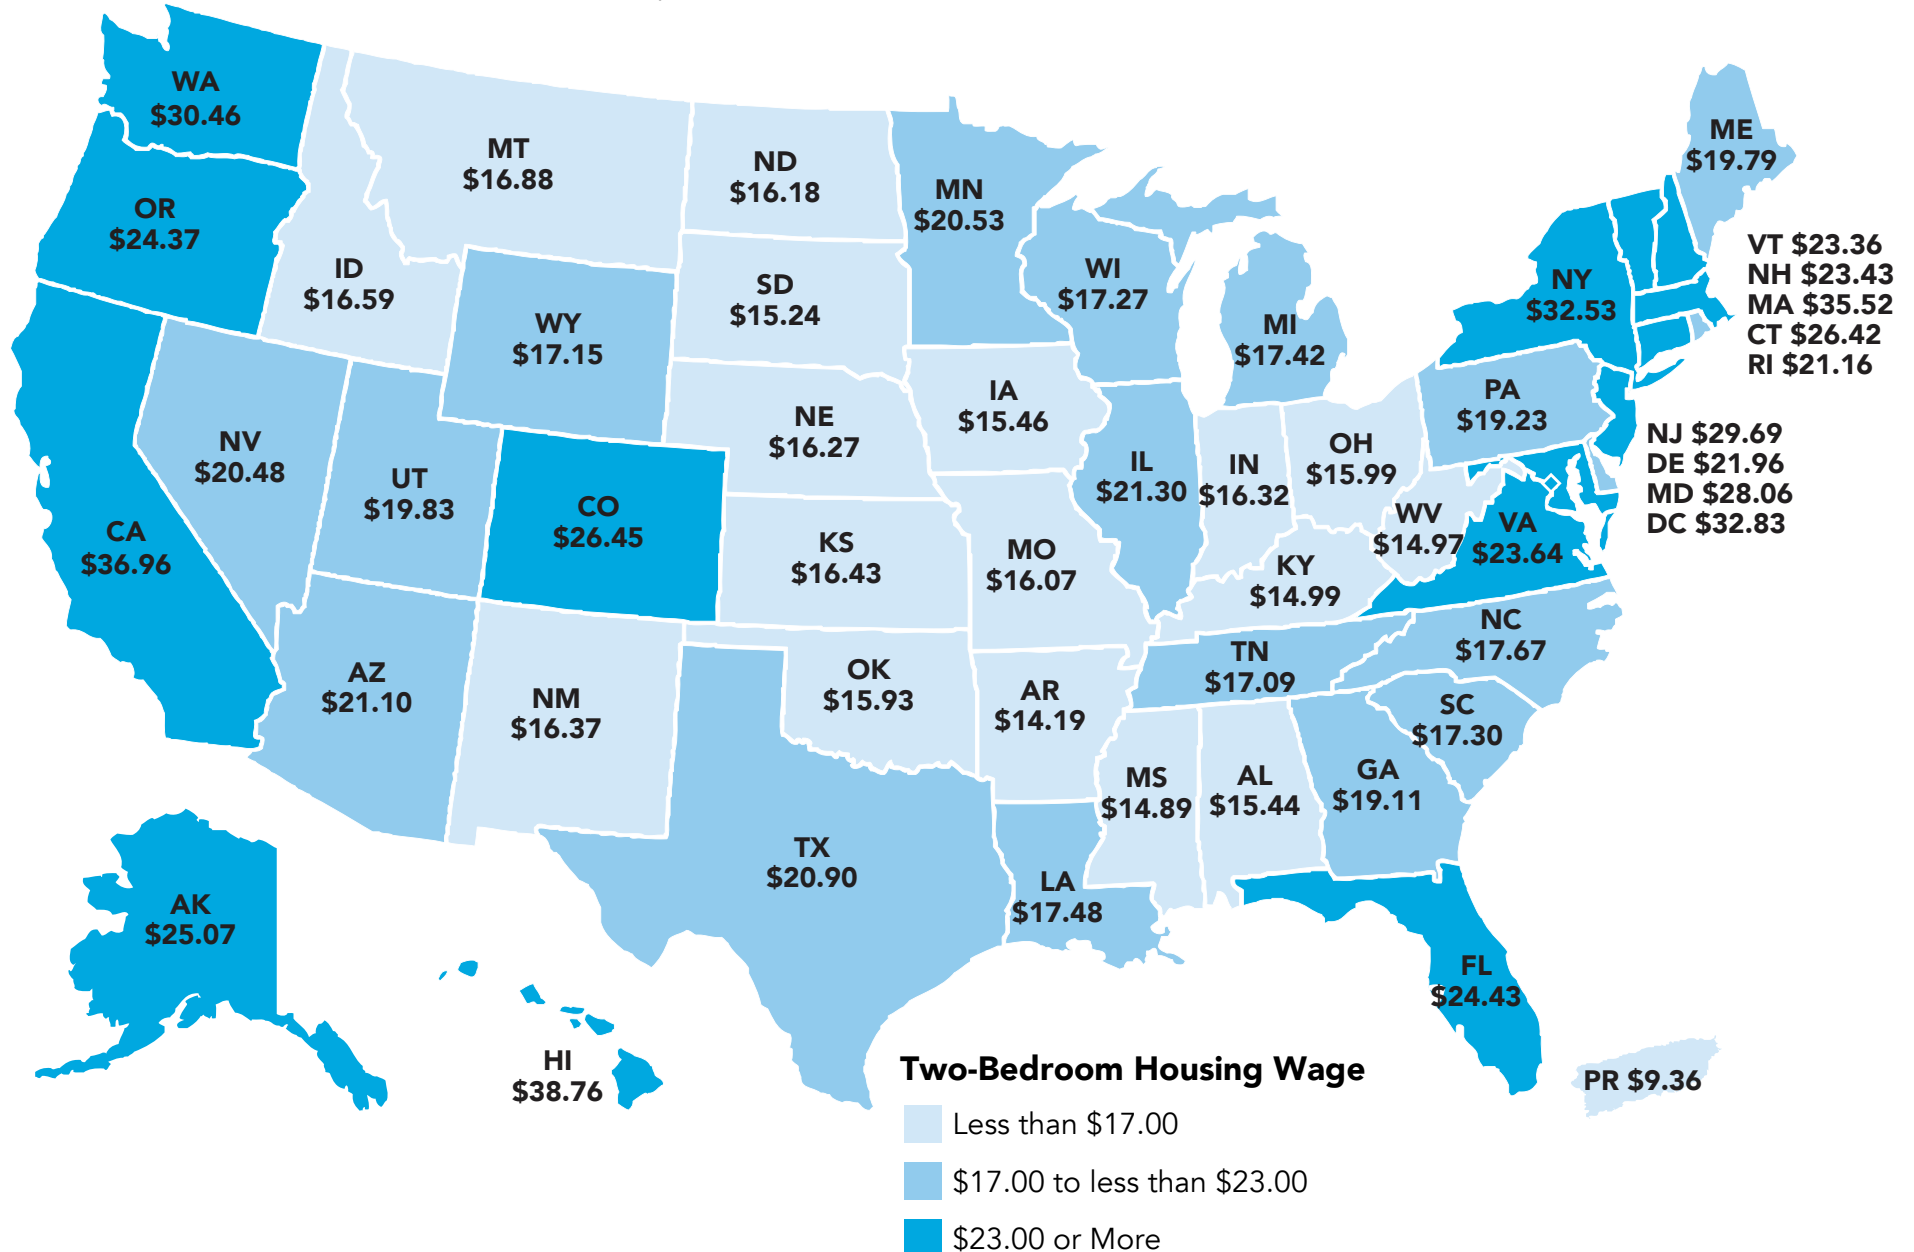 WA
$30.46
OR
$24.37
CA
$36.96
ID
$16.59
NV
$20.48
MT
$16.88
WY
$17.15
UT
$19.83
CO
$26.45
AZ
$21.10
NM
$16.37
ND
$16.18
SD
$15.24
NE
$16.27
KS
$16.43
OK
$15.93
TX
$20.90
MN
$20.53
IA
$15.46
MO
$16.07
AR
$14.19
LA
$17.48
WI
$17.27
IL
$21.30
MI
$17.42
IN
$16.32
OH
$15.99
KY
$14.99
TN
$17.09
MS
$14.89
AL
$15.44
GA
$19.11
FL
$24.43
SC
$17.30
NC
$17.67
VA
$23.64
WV
$14.97
PA
$19.23
NY
$32.53
ME
$19.79
VT $23.36
NH $23.43
MA $35.52
CT $26.42
RI $21.16
NJ $29.69
DE $21.96
MD $28.06
DC $32.83
AK
$25.07
HI
$38.76
PR $9.36
Two-Bedroom Housing Wage
Less than $17.00
$17.00 to less than $23.00
$23.00 or More